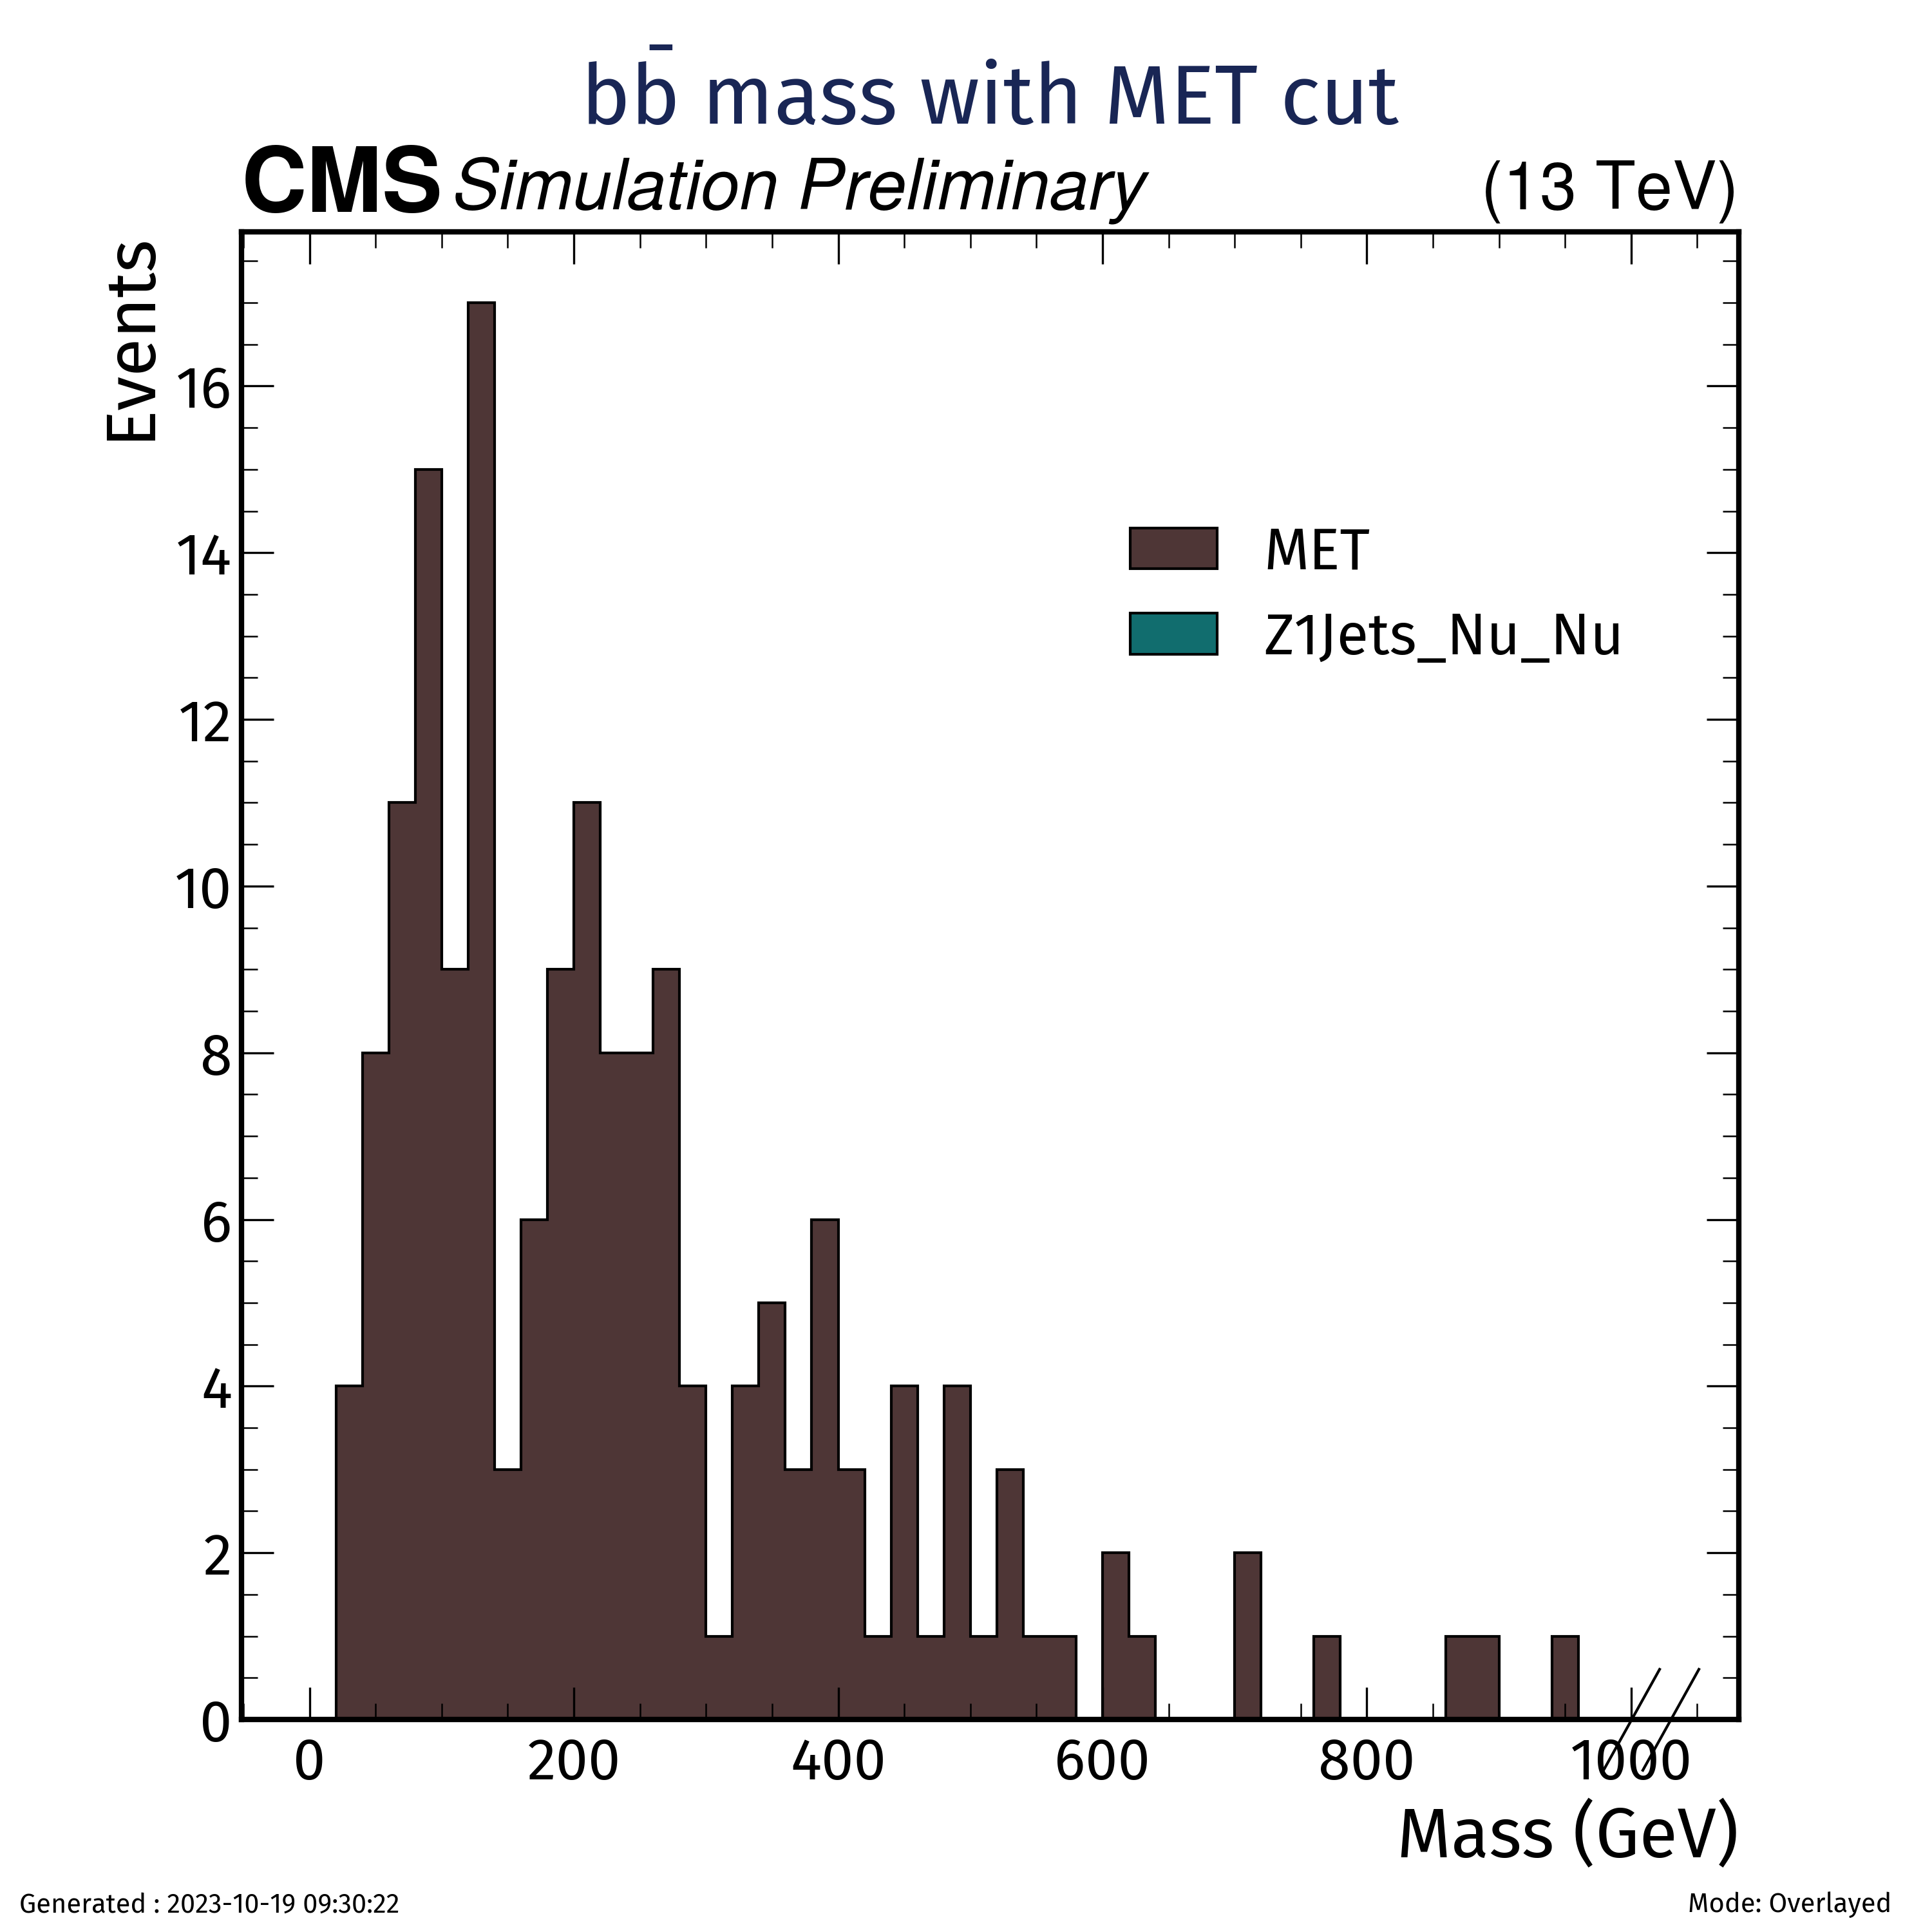 bb̄ mass with MET cut
CMS Simulation Preliminary (13 TeV)
Events
16
14
12
10
8
6
4
2
0
MET
Z1Jets_Nu_Nu
0 200 400 600 800 1000
Mass (GeV)
Generated : 2023-10-19 09:30:22 Mode: Overlayed